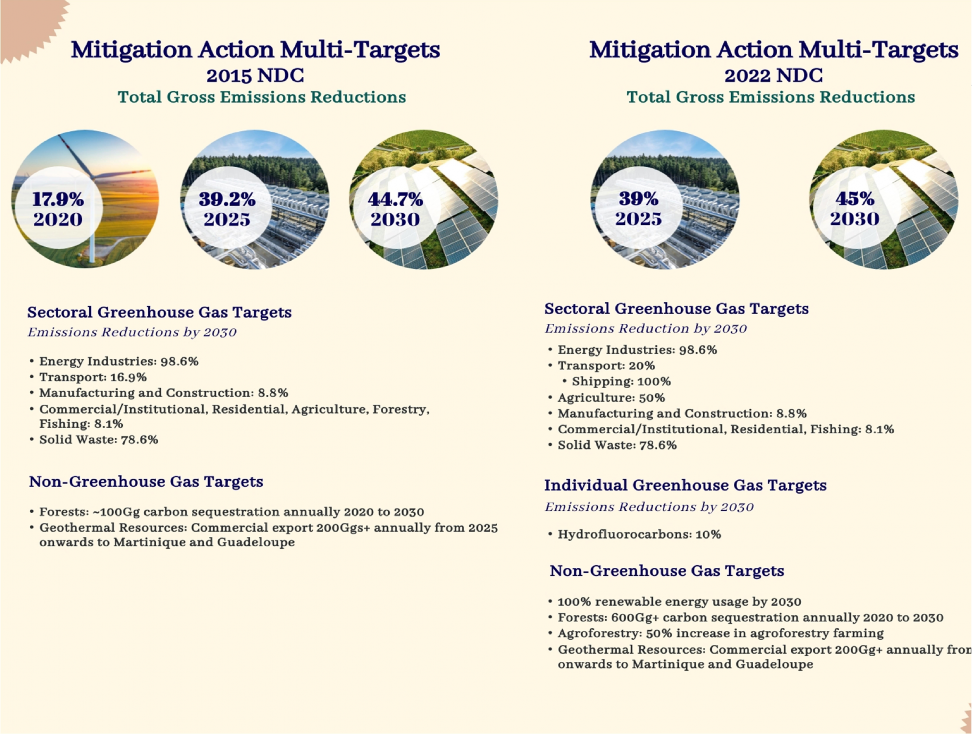 Mitigation Action Multi-Targets
2015 NDC
Total Gross Emissions Reductions
17.9%
2020
39.2%
2025
44.7%
2030
Sectoral Greenhouse Gas Targets
Emissions Reductions by 2030
• Energy Industries: 98.6%
• Transport: 16.9%
• Manufacturing and Construction: 8.8%
• Commercial/Institutional, Residential, Agriculture, Forestry,
Fishing: 8.1%
• Solid Waste: 78.6%
Non-Greenhouse Gas Targets
• Forests: ~100Gg carbon sequestration annually 2020 to 2030
• Geothermal Resources: Commercial export 200Ggs+ annually from 2025
onwards to Martinique and Guadeloupe
Mitigation Action Multi-Targets
2022 NDC
Total Gross Emissions Reductions
39%
2025
45%
2030
Sectoral Greenhouse Gas Targets
Emissions Reduction by 2030
• Energy Industries: 98.6%
• Transport: 20%
• Shipping: 100%
• Agriculture: 50%
• Manufacturing and Construction: 8.8%
• Commercial/Institutional, Residential, Fishing: 8.1%
• Solid Waste: 78.6%
Individual Greenhouse Gas Targets
Emissions Reductions by 2030
• Hydrofluorocarbons: 10%
Non-Greenhouse Gas Targets
• 100% renewable energy usage by 2030
• Forests: 600Gg+ carbon sequestration annually 2020 to 2030
• Agroforestry: 50% increase in agroforestry farming
• Geothermal Resources: Commercial export 200Gg+ annually
onwards to Martinique and Guadeloupe